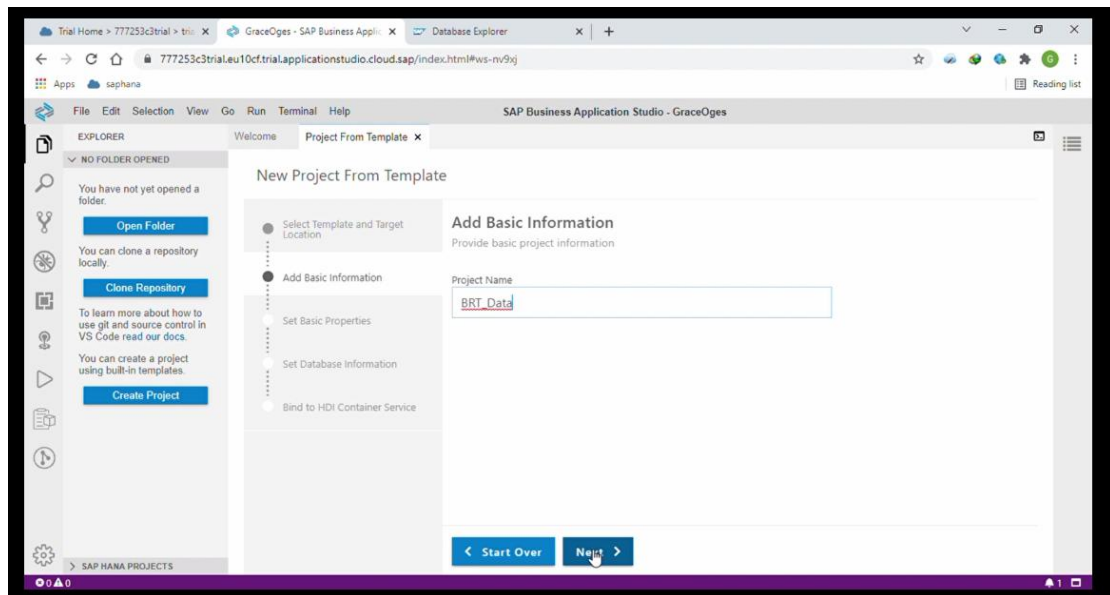 Trial Home > 777253c3trial > tria
GraceOges - SAP Business Applic
Database Explorer
777253c3trial.eu10cf.trial.applicationstudio.cloud.sap/index.html#ws-nv9xj
G
Apps
saphana
Reading list
File Edit Selection View Go Run Terminal Help
SAP Business Application Studio - GraceOges
EXPLORER
Welcome
Project From Template
NO FOLDER OPENED
You have not yet opened a
folder.
Open Folder
You can clone a repository
locally.
Clone Repository
To learn more about how to
use git and source control in
VS Code read our docs.
You can create a project
using built-in templates.
Create Project
SAP HANA PROJECTS
New Project From Template
Select Template and Target
Location
Add Basic Information
Set Basic Properties
Set Database Information
Bind to HDI Container Service
Add Basic Information
Provide basic project information
Project Name
BRT_Data
< Start Over
Next >
0 0
1